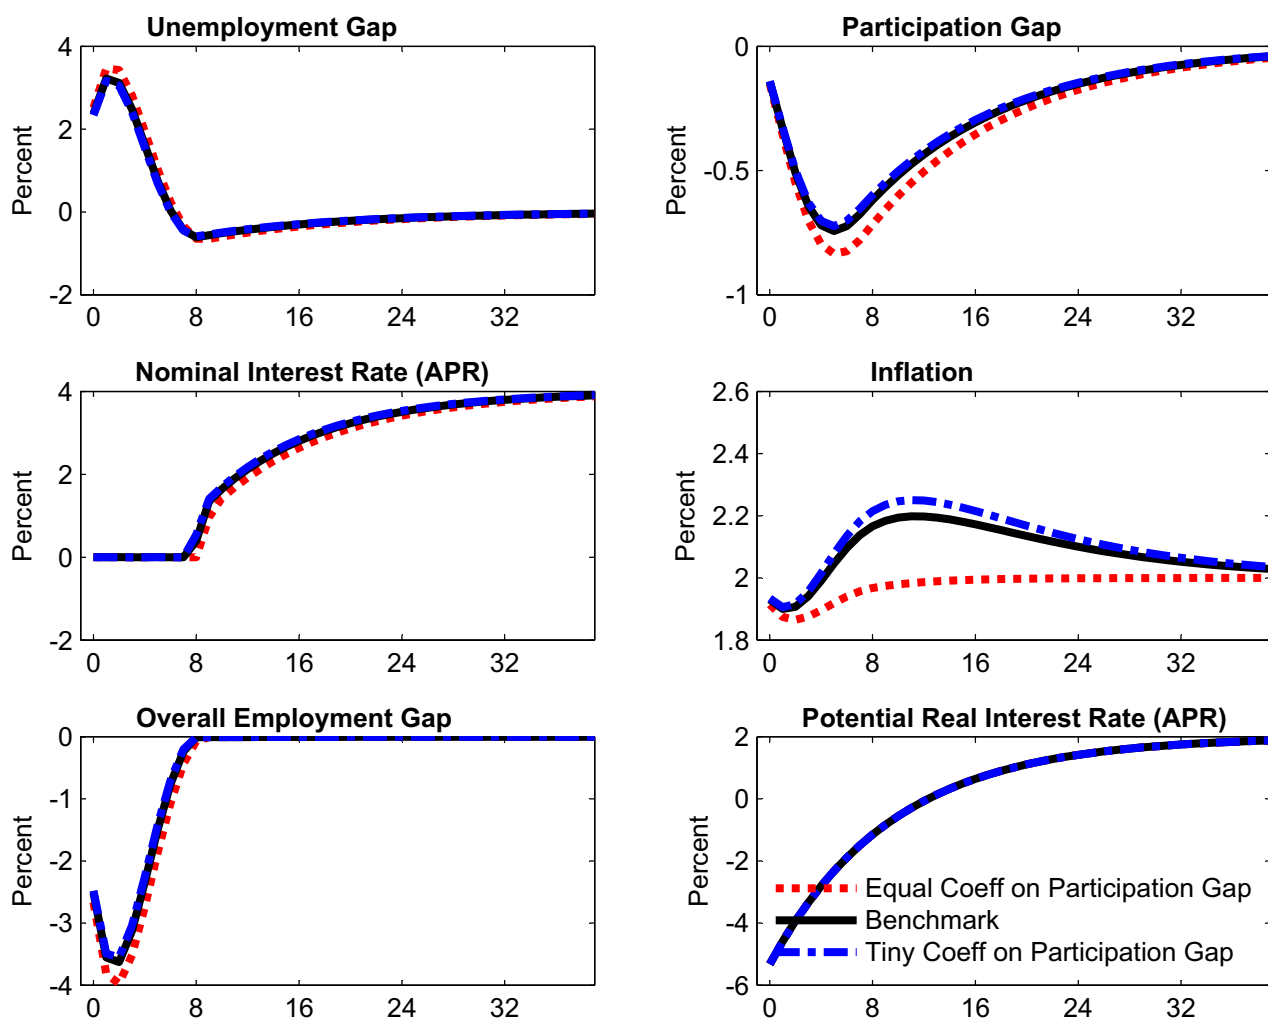 Unemployment Gap
Percent
4
2
0
-2
0 8 16 24 32
Participation Gap
Percent
0
-0.5
-1
0 8 16 24 32
Nominal Interest Rate (APR)
Percent
4
2
0
-2
0 8 16 24 32
Inflation
Percent
2.6
2.4
2.2
2
1.8
0 8 16 24 32
Overall Employment Gap
Percent
0
-1
-2
-3
-4
0 8 16 24 32
Potential Real Interest Rate (APR)
Percent
2
0
-2
-4
-6
0 8 16 24 32
Equal Coeff on Participation Gap
Benchmark
Tiny Coeff on Participation Gap